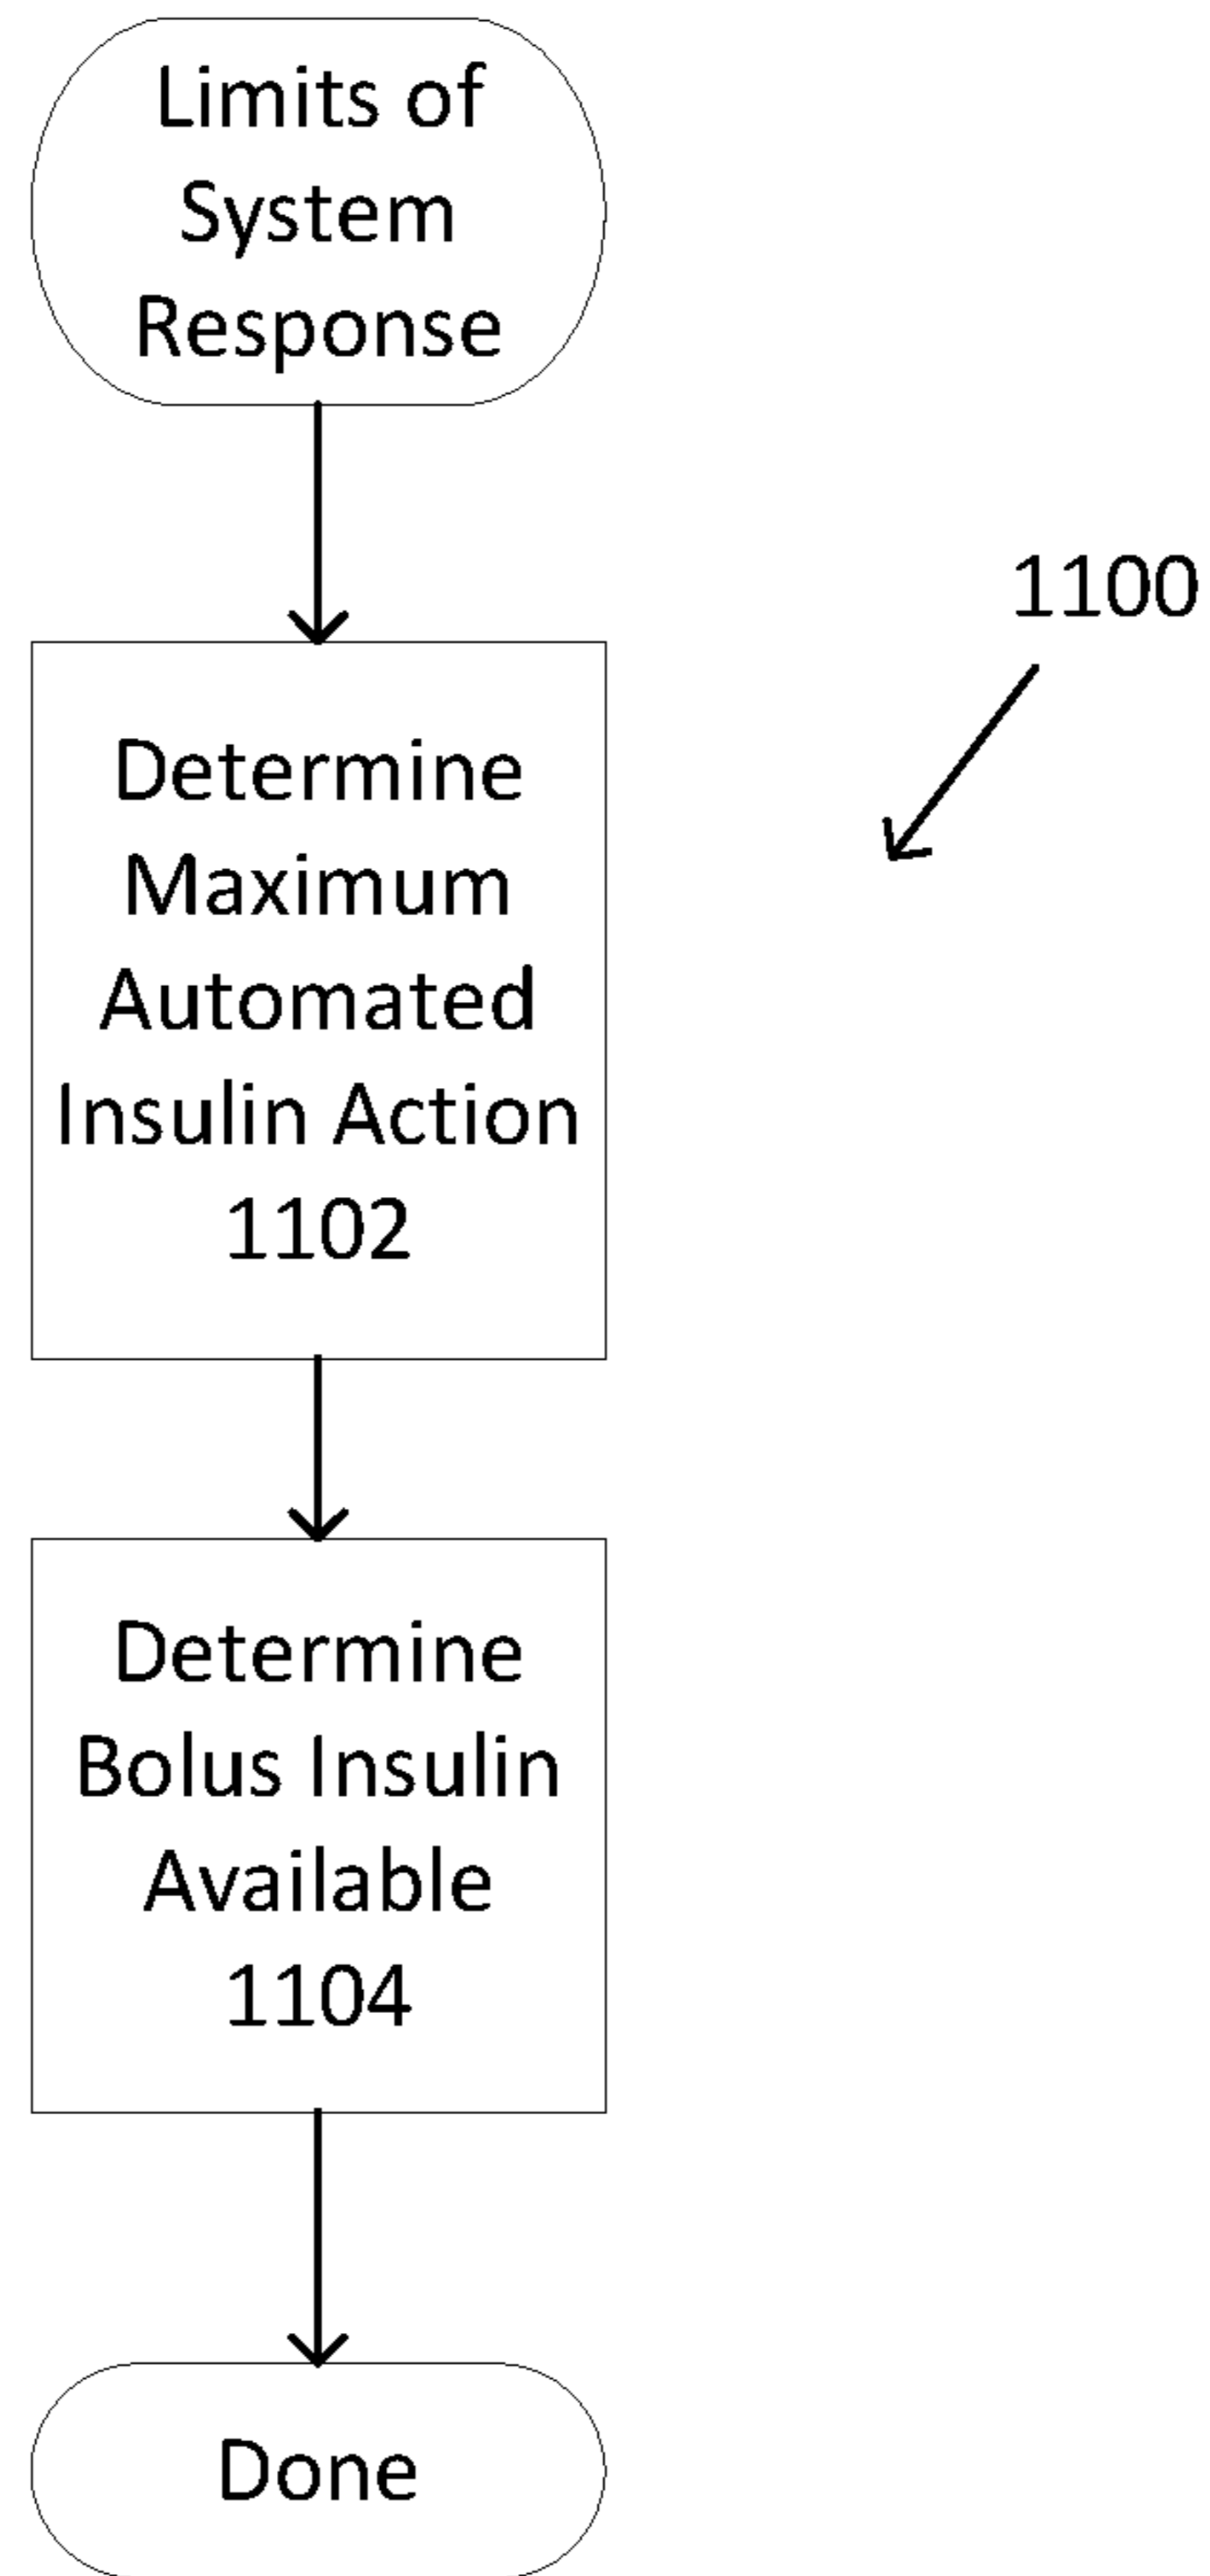 Limits of
System
Response
1100
Determine
Maximum
Automated
Insulin Action
1102
Determine
Bolus Insulin
Available
1104
Done